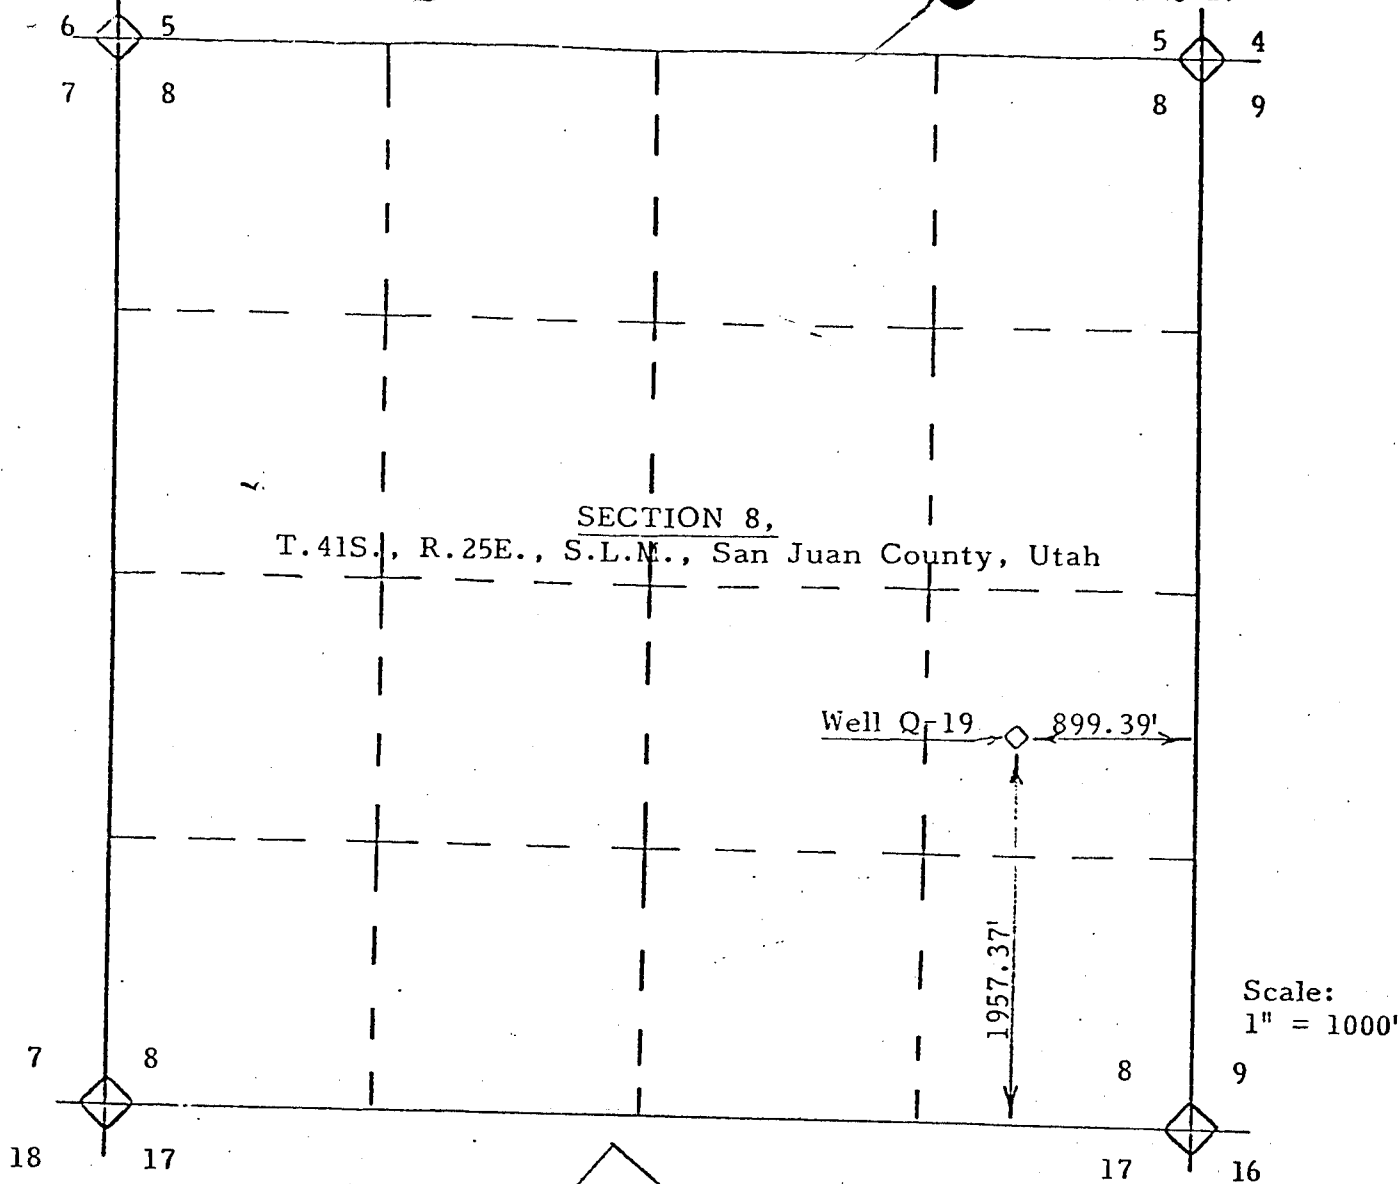 6 5 5 4
7 8 8 9
SECTION 8,
T.41S., R.25E., S.L.M., San Juan County, Utah
Well Q-19 899.39'
1957.37'
Scale:
1" = 1000'
7 8 8 9
18 17 17 16